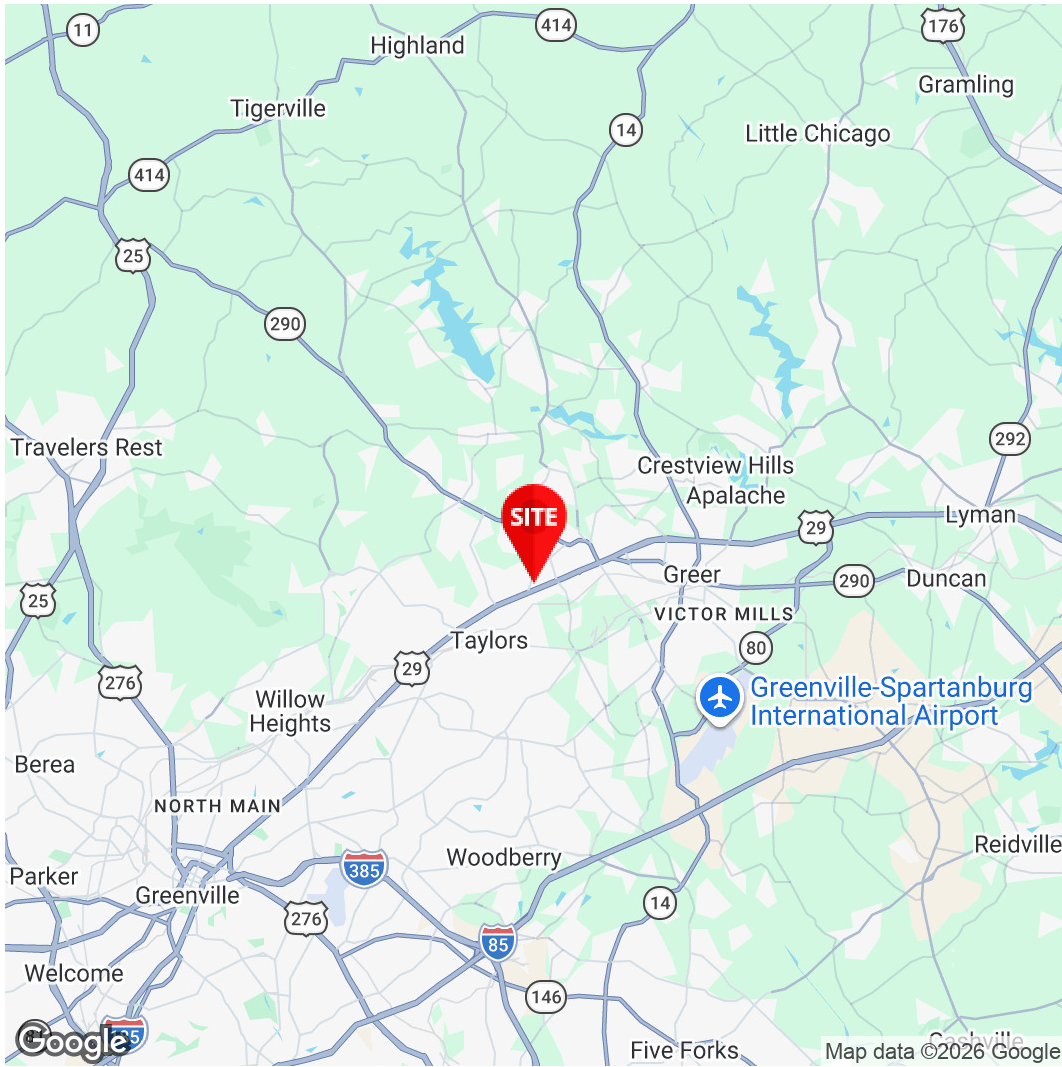 11
Highland
414
176
Gramling
Tigerville
14
Little Chicago
414
25
290
Travelers Rest
292
Crestview Hills
Apalache
SITE
29
Lyman
Greer
290
Duncan
25
VICTOR MILLS
Taylors
80
29
276
Willow
Heights
Greenville-Spartanburg
International Airport
Berea
NORTH MAIN
Woodberry
Reidville
385
Parker
Greenville
276
14
85
Welcome
146
Google
Five Forks
Map data ©2026 Google